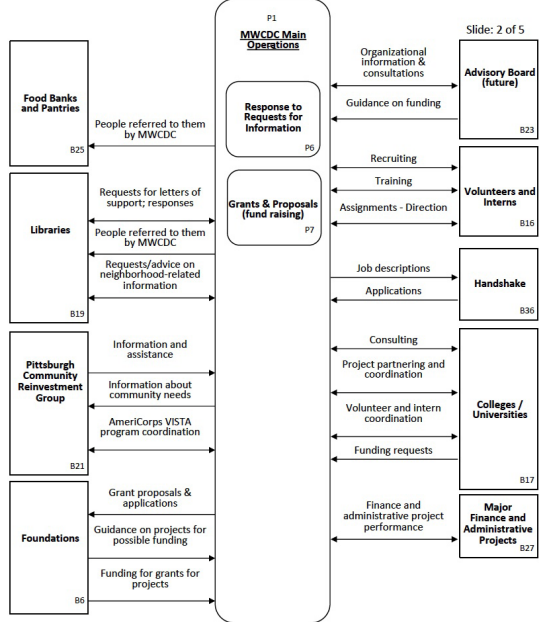 P1
MWCDC Main
Operations
Slide: 2 of 5
Food Banks
and Pantries
B25
People referred to them
by MWCDC
Libraries
B19
Requests for letters of
support; responses
People referred to them
by MWCDC
Requests/advice on
neighborhood-related
information
Pittsburgh
Community
Reinvestment
Group
B21
Information and
assistance
Information about
community needs
AmeriCorps VISTA
program coordination
Foundations
B6
Grant proposals &
applications
Guidance on projects for
possible funding
Funding for grants for
projects
Response to
Requests for
Information
P6
Grants & Proposals
(fund raising)
P7
Organizational
information &
consultations
Guidance on funding
Advisory Board
(future)
B23
Recruiting
Training
Assignments - Direction
Volunteers and
Interns
B16
Job descriptions
Applications
Handshake
B36
Consulting
Project partnering and
coordination
Volunteer and intern
coordination
Funding requests
Colleges /
Universities
B17
Finance and
administrative project
performance
Major
Finance and
Administrative
Projects
B27